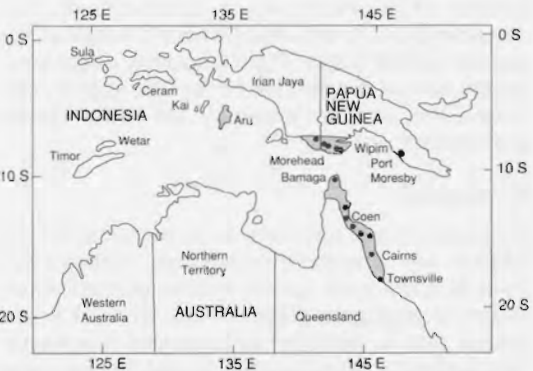 125 E 135 E 145 E
0 S 0 S
Sula
Irian Jaya
PAPUA
NEW
GUINEA
Ceram
Kai
INDONESIA
Aru
Wetar
Wipim
Timor
Morehead
Port
Moresby
Bamaga
10 S 10 S
Coen
Northern
Territory
Cairns
Townsville
Western
Australia
AUSTRALIA
Queensland
20 S 20 S
125 E 135 E 145 E